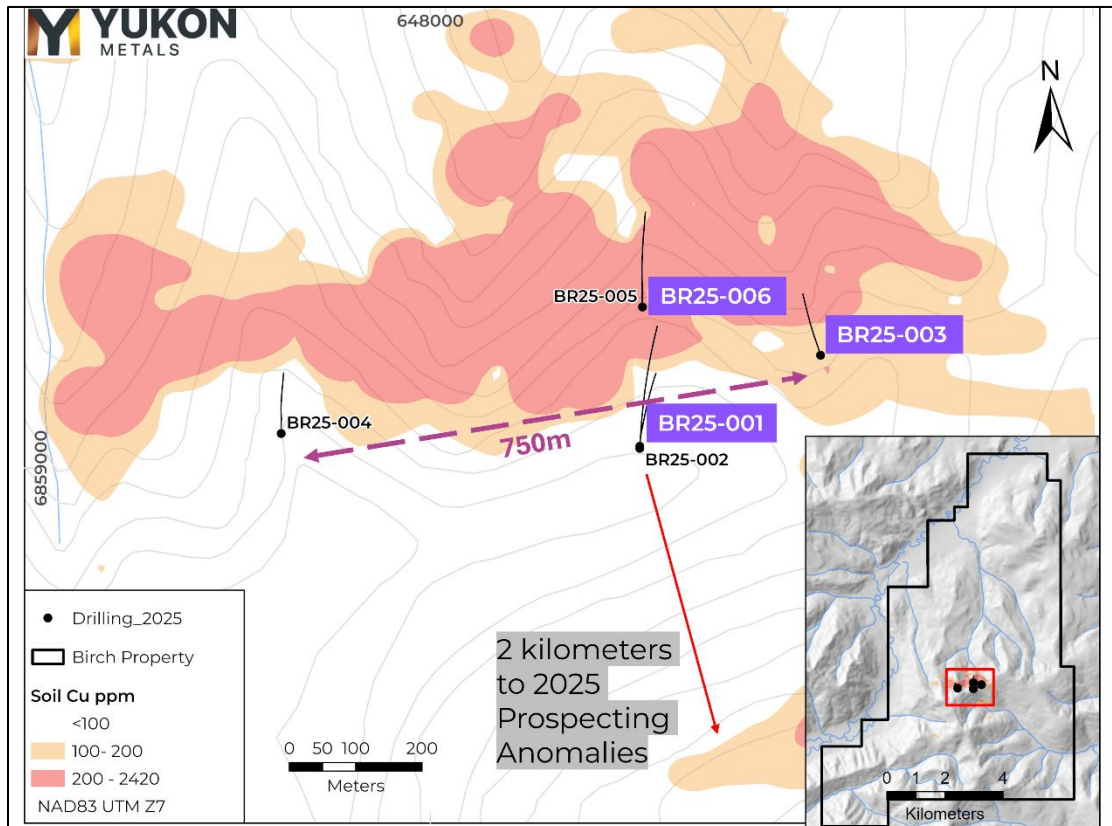 YUKON
METALS
648000
N
BR25-005
BR25-006
BR25-003
BR25-004
750m
BR25-001
BR25-002
6859000
Drilling_2025
Birch Property
Soil Cu ppm
<100
100- 200
200 - 2420
NAD83 UTM Z7
0 50 100 200
Meters
2 kilometers
to 2025
Prospecting
Anomalies
0 2 4
Kilometers